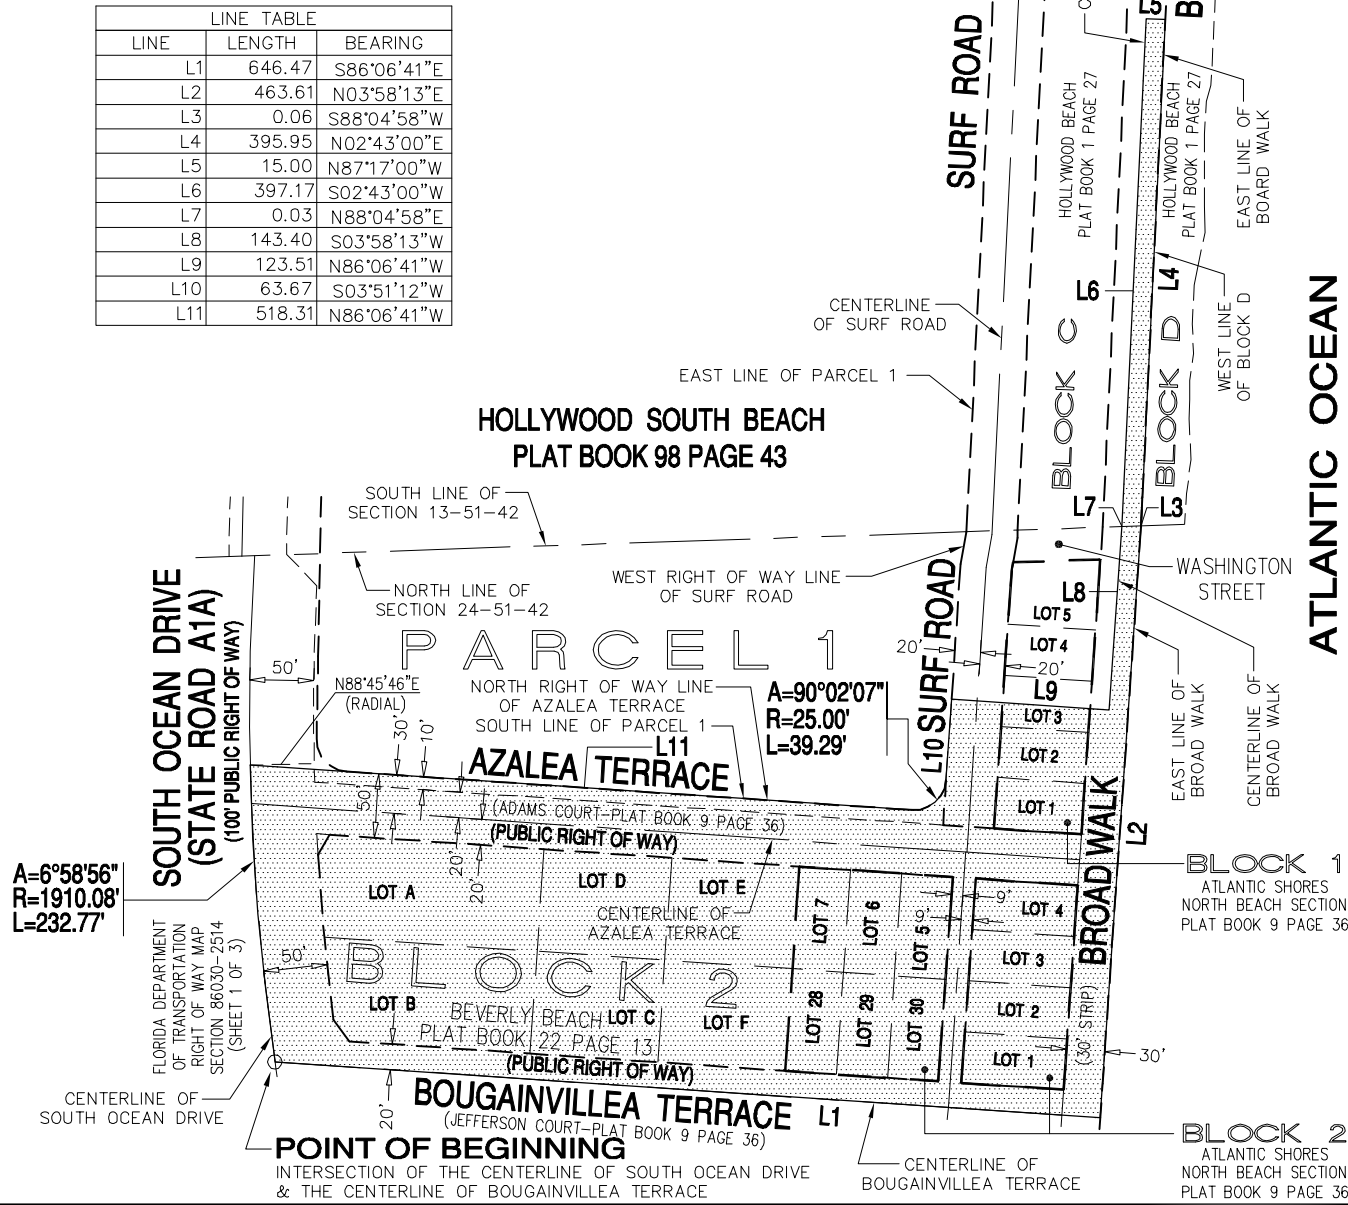 LINE TABLE
LINE LENGTH BEARING
L1 646.47 S86°06'41"E
L2 463.61 N03°58'13"E
L3 0.06 S88°04'58"W
L4 395.95 N02°43'00"E
L5 15.00 N87°17'00"W
L6 397.17 S02°43'00"W
L7 0.03 N88°04'58"E
L8 143.40 S03°58'13"W
L9 123.51 N86°06'41"W
L10 63.67 S03°51'12"W
L11 518.31 N86°06'41"W
SURF ROAD
L5
HOLLYWOOD BEACH
PLAT BOOK 1 PAGE 27
HOLLYWOOD BEACH
PLAT BOOK 1 PAGE 27
EAST LINE OF
BOARD WALK
L6
L4
BLOCK C
BLOCK D
WEST LINE
OF BLOCK D
ATLANTIC OCEAN
CENTERLINE
OF SURF ROAD
EAST LINE OF PARCEL 1
HOLLYWOOD SOUTH BEACH
PLAT BOOK 98 PAGE 43
SOUTH LINE OF
SECTION 13-51-42
L7
L3
NORTH LINE OF
SECTION 24-51-42
WEST RIGHT OF WAY LINE
OF SURF ROAD
WASHINGTON
STREET
L8
LOT 5
LOT 4
20'
20'
L9
LOT 3
LOT 2
LOT 1
PARCEL 1
SURF ROAD
L10
SOUTH OCEAN DRIVE
(STATE ROAD A1A)
(100' PUBLIC RIGHT OF WAY)
50'
N88°45'46"E
(RADIAL)
30'
10'
NORTH RIGHT OF WAY LINE
OF AZALEA TERRACE
SOUTH LINE OF PARCEL 1
A=90°02'07"
R=25.00'
L=39.29'
L11
AZALEA TERRACE
(ADAMS COURT-PLAT BOOK 9 PAGE 36)
(PUBLIC RIGHT OF WAY)
50'
20'
20'
EAST LINE OF
BROAD WALK
CENTERLINE OF
BROAD WALK
L2
BROAD WALK
(30' STRIP)
BLOCK 1
ATLANTIC SHORES
NORTH BEACH SECTION
PLAT BOOK 9 PAGE 36
A=6°58'56"
R=1910.08'
L=232.77'
LOT A
LOT D
LOT E
CENTERLINE OF
AZALEA TERRACE
LOT 7
LOT 6
LOT 5
9'
9'
LOT 4
LOT 3
LOT 2
LOT 1
50'
BLOCK 2
LOT B
BEVERLY BEACH
PLAT BOOK 22 PAGE 13
LOT C
LOT F
LOT 28
LOT 29
LOT 30
30'
FLORIDA DEPARTMENT
OF TRANSPORTATION
RIGHT OF WAY MAP
SECTION 86030-2514
(SHEET 1 OF 3)
(PUBLIC RIGHT OF WAY)
BOUGAINVILLEA TERRACE
L1
(JEFFERSON COURT-PLAT BOOK 9 PAGE 36)
20'
CENTERLINE OF
SOUTH OCEAN DRIVE
POINT OF BEGINNING
INTERSECTION OF THE CENTERLINE OF SOUTH OCEAN DRIVE
& THE CENTERLINE OF BOUGAINVILLEA TERRACE
CENTERLINE OF
BOUGAINVILLEA TERRACE
BLOCK 2
ATLANTIC SHORES
NORTH BEACH SECTION
PLAT BOOK 9 PAGE 36